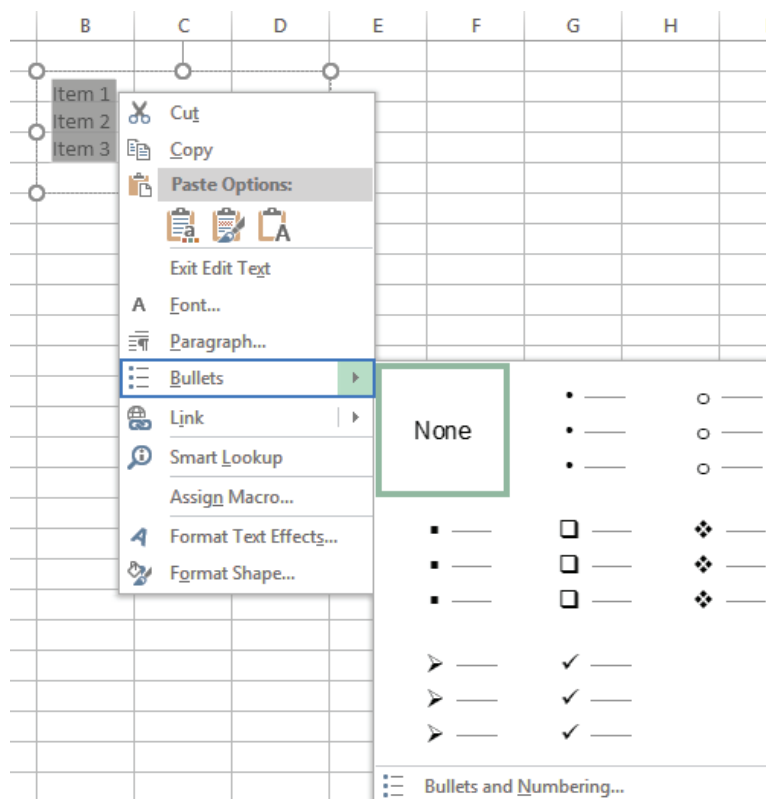 B C D E F G H
Item 1
Item 2
Item 3
Cut
Copy
Paste Options:
Exit Edit Text
A Font...
Paragraph...
Bullets
Link
Smart Lookup
Assign Macro...
Format Text Effects...
Format Shape...
None
Bullets and Numbering...